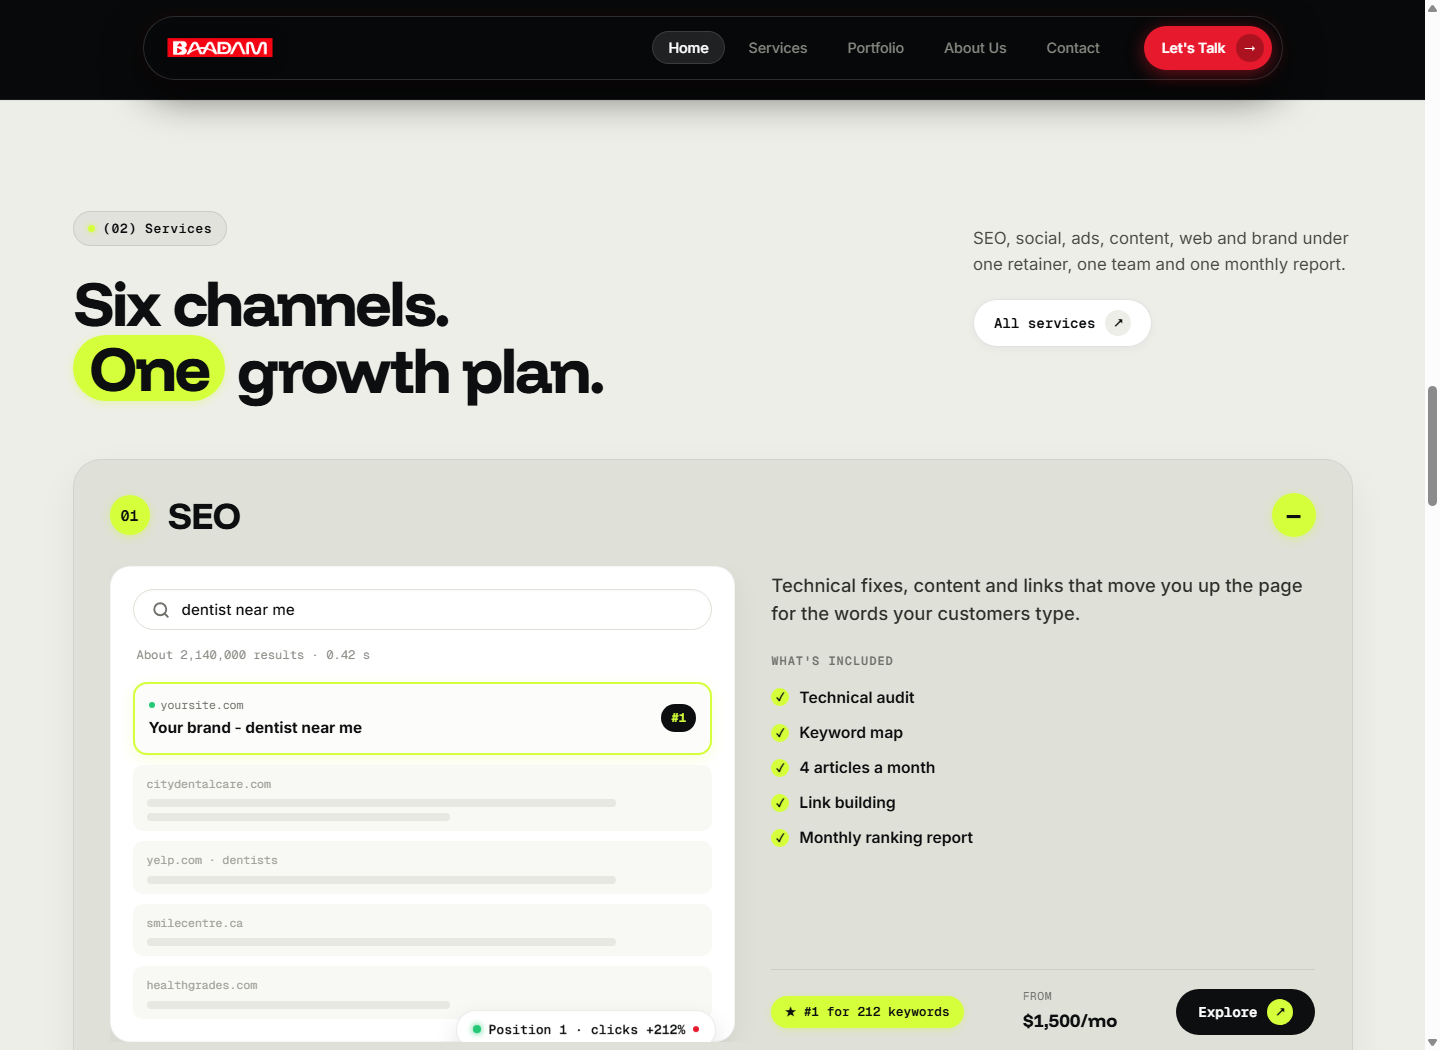 BAADAM
Home
Services
Portfolio
About Us
Contact
Let's Talk →
(02) Services
Six channels.
One growth plan.
SEO, social, ads, content, web and brand under
one retainer, one team and one monthly report.
All services ↗
01
SEO
–
dentist near me
About 2,140,000 results · 0.42 s
yoursite.com
Your brand - dentist near me
#1
citydentalcare.com
yelp.com · dentists
smilecentre.ca
healthgrades.com
Position 1 · clicks +212%
Technical fixes, content and links that move you up the page
for the words your customers type.
WHAT'S INCLUDED
✓ Technical audit
✓ Keyword map
✓ 4 articles a month
✓ Link building
✓ Monthly ranking report
★ #1 for 212 keywords
FROM
$1,500/mo
Explore ↗